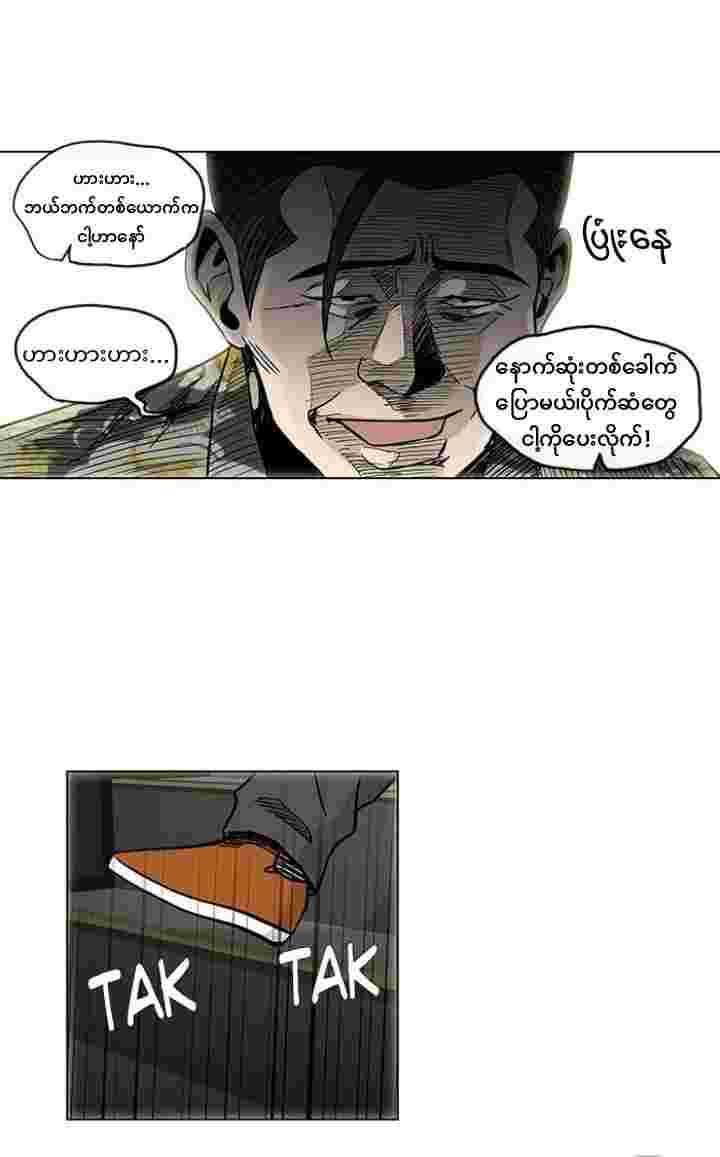 ဟားဟား...
ဘယ်ဘက်တစ်ယောက်က
ငါ့ဟာနော်
ပြုံးနေ
ဟားဟားဟား...
နောက်ဆုံးတစ်ခေါက်
ပြောမယ်၊ပိုက်ဆံတွေ
ငါ့ကိုပေးလိုက်!
TAK
TAK